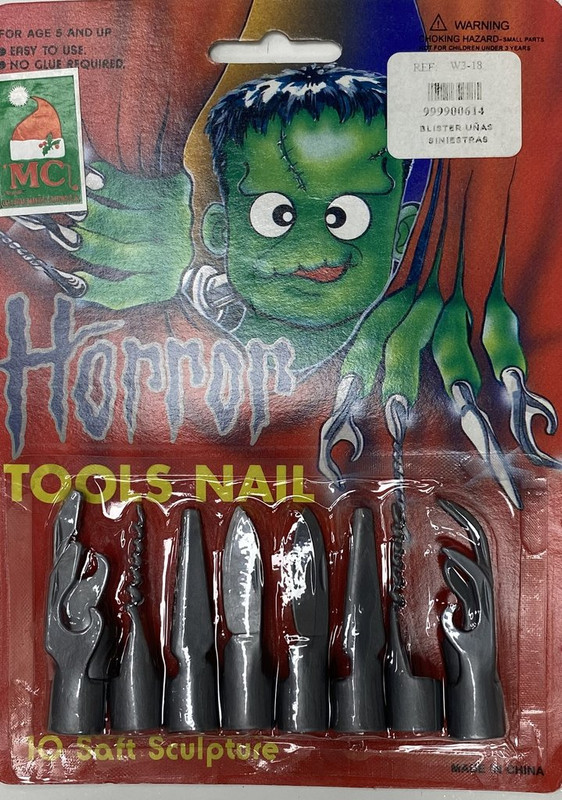 FOR AGE 5 AND UP
● EASY TO USE.
● NO GLUE REQUIRED.
⚠ WARNING
CHOKING HAZARD-SMALL PARTS
NOT FOR CHILDREN UNDER 3 YEARS
REF. W3-18
999900614
BLISTER UÑAS
SINIESTRAS
MC
Horror
TOOLS NAIL
10 Saft Sculpture
MADE IN CHINA